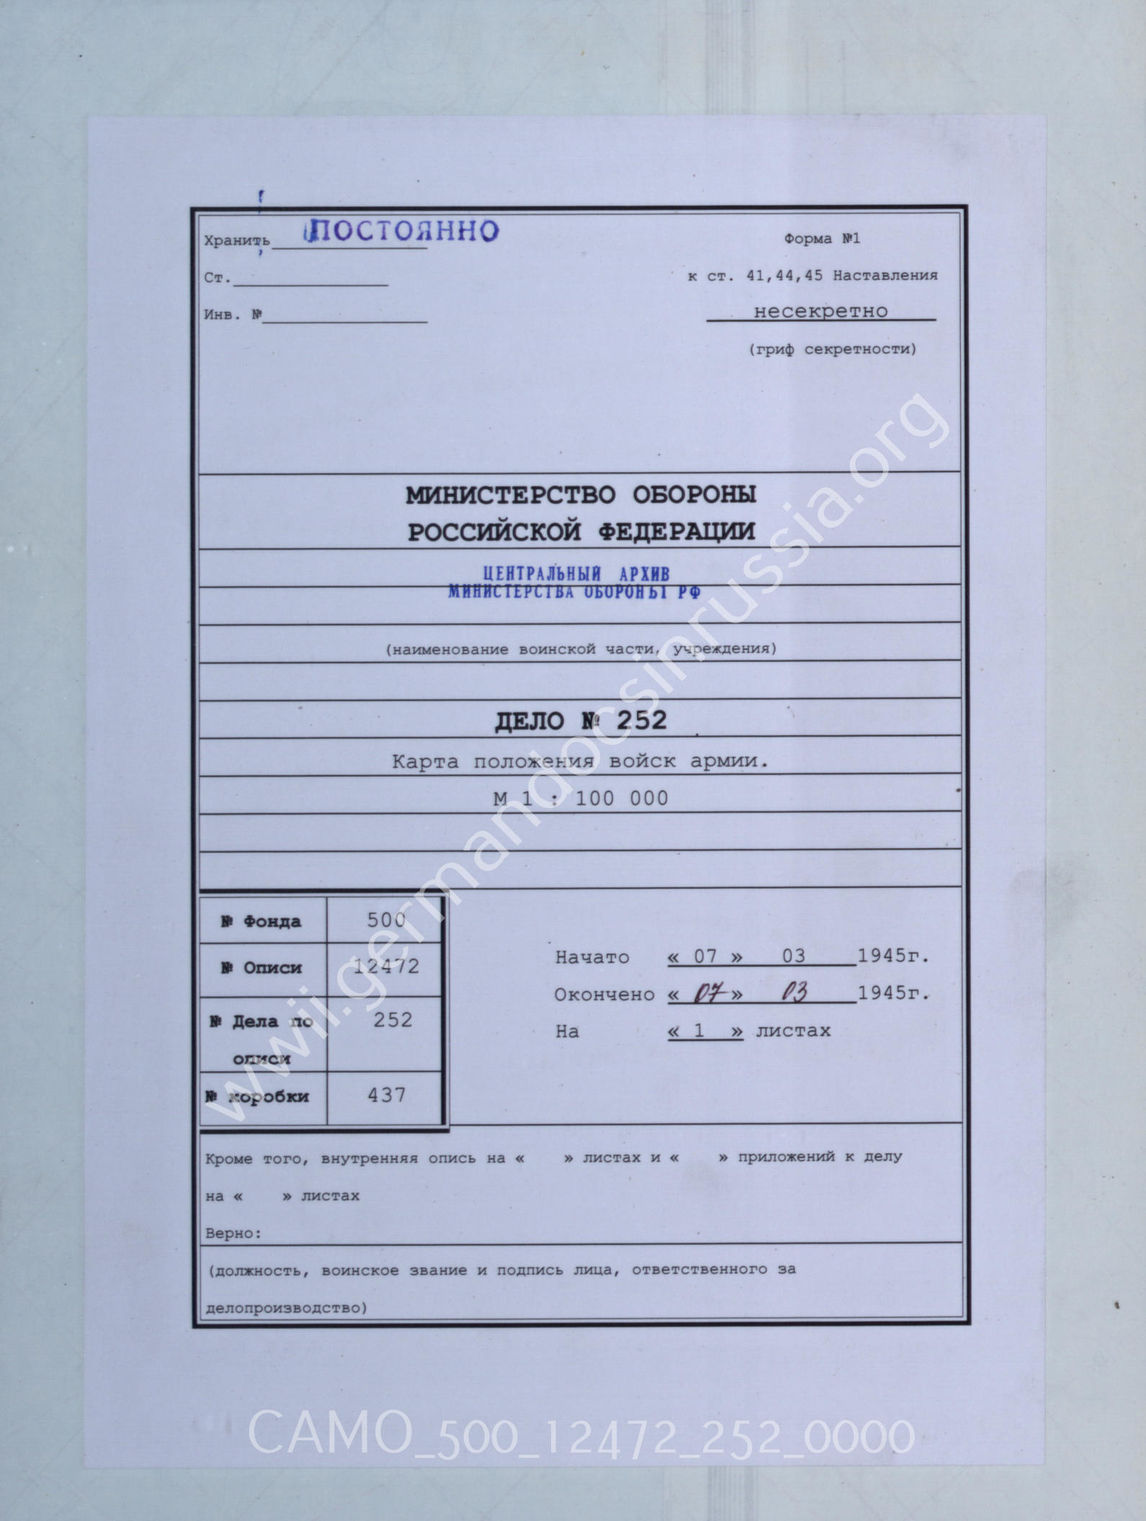 Хранить ПОСТОЯННО
Форма №1
Ст.
к ст. 41,44,45 Наставления
Инв. №
несекретно
(гриф секретности)
МИНИСТЕРСТВО ОБОРОНЫ
РОССИЙСКОЙ ФЕДЕРАЦИИ
ЦЕНТРАЛЬНЫЙ АРХИВ
МИНИСТЕРСТВА ОБОРОНЫ РФ
(наименование воинской части, учреждения)
ДЕЛО № 252
Карта положения войск армии.
М 1 : 100 000
№ Фонда 500
№ Описи 12472
№ Дела по 252
описи
№ коробки 437
Начато « 07 » 03 1945г.
Окончено « 07 » 03 1945г.
На « 1 » листах
Кроме того, внутренняя опись на « » листах и « » приложений к делу
на « » листах
Верно:
(должность, воинское звание и подпись лица, ответственного за
делопроизводство)
www.wii.germandocsinrussia.org
CAMO_500_12472_252_0000